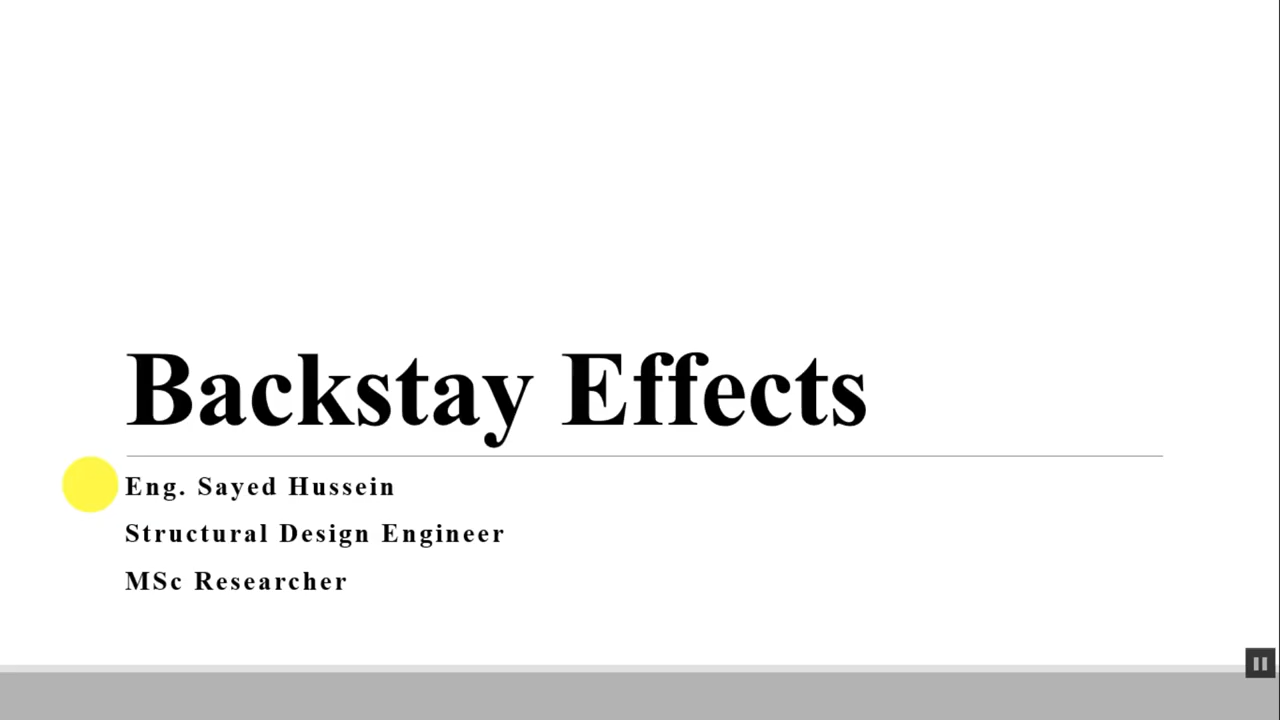 Backstay Effects
Eng. Sayed Hussein
Structural Design Engineer
MSc Researcher